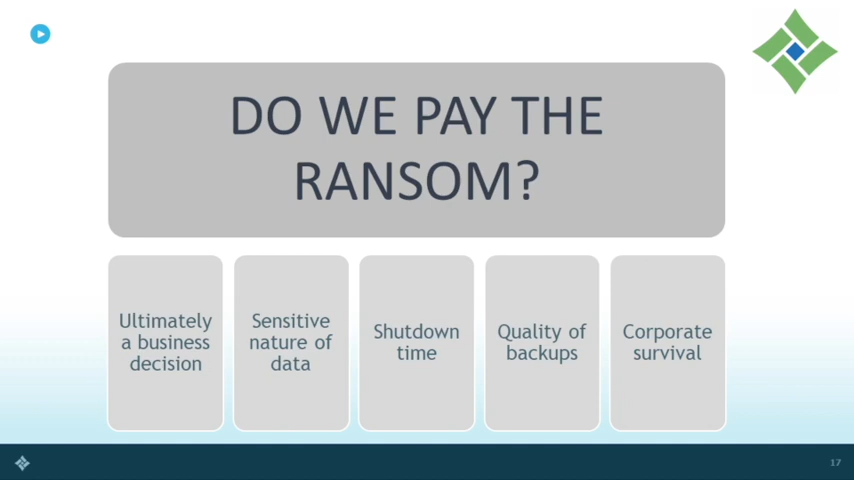 DO WE PAY THE
RANSOM?
Ultimately
a business
decision
Sensitive
nature of
data
Shutdown
time
Quality of
backups
Corporate
survival
17